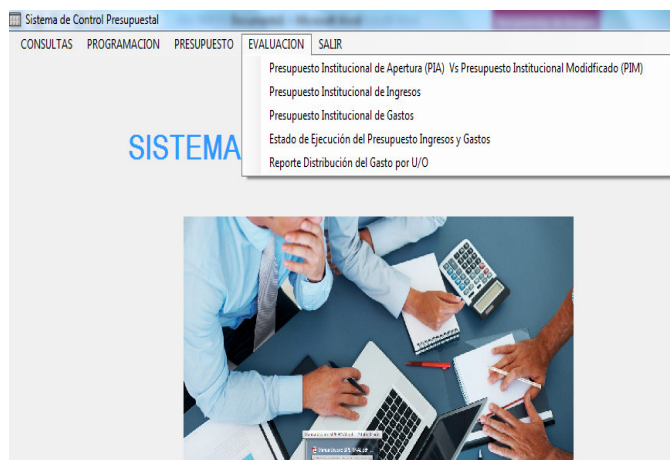 Sistema de Control Presupuestal
CONSULTAS PROGRAMACION PRESUPUESTO EVALUACION SALIR
Presupuesto Institucional de Apertura (PIA) Vs Presupuesto Institucional Modidficado (PIM)
Presupuesto Institucional de Ingresos
Presupuesto Institucional de Gastos
Estado de Ejecución del Presupuesto Ingresos y Gastos
Reporte Distribución del Gasto por U/O
SISTEMA